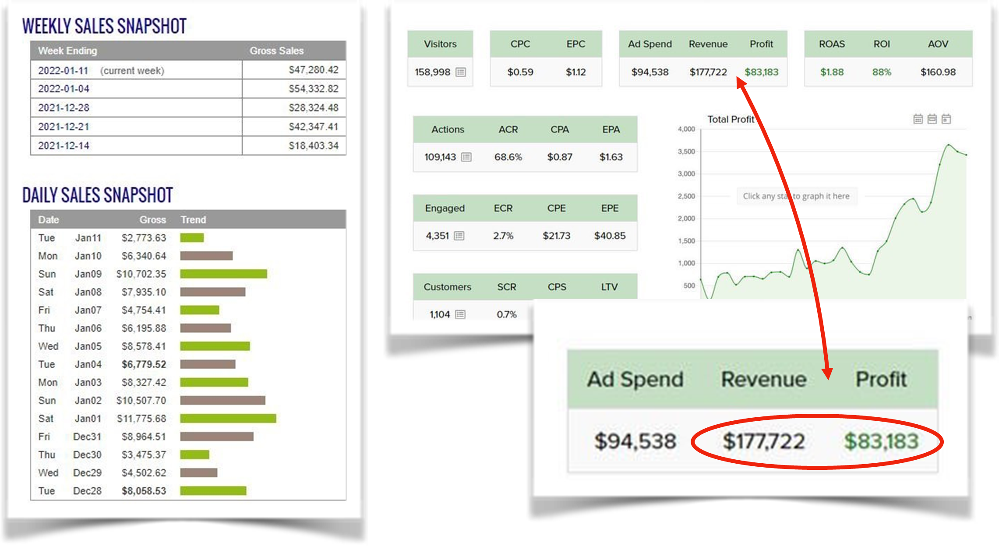 WEEKLY SALES SNAPSHOT
Week Ending Gross Sales
2022-01-11 (current week) $47,280.42
2022-01-04 $54,332.82
2021-12-28 $28,324.48
2021-12-21 $42,347.41
2021-12-14 $18,403.34
DAILY SALES SNAPSHOT
Date Gross Trend
Tue Jan11 $2,773.63
Mon Jan10 $6,340.64
Sun Jan09 $10,702.35
Sat Jan08 $7,935.10
Fri Jan07 $4,754.41
Thu Jan06 $6,195.88
Wed Jan05 $8,578.41
Tue Jan04 $6,779.52
Mon Jan03 $8,327.42
Sun Jan02 $10,507.70
Sat Jan01 $11,775.68
Fri Dec31 $8,964.51
Thu Dec30 $3,475.37
Wed Dec29 $4,502.62
Tue Dec28 $8,058.53
Visitors CPC EPC Ad Spend Revenue Profit ROAS ROI AOV
158,998 $0.59 $1.12 $94,538 $177,722 $83,183 $1.88 88% $160.98
Actions ACR CPA EPA
109,143 68.6% $0.87 $1.63
Engaged ECR CPE EPE
4,351 2.7% $21.73 $40.85
Customers SCR CPS LTV
1,104 0.7%
Total Profit
4,000
3,500
3,000
2,500
Click any to graph it here
2,000
1,500
1,000
500
Ad Spend Revenue Profit
$94,538 $177,722 $83,183